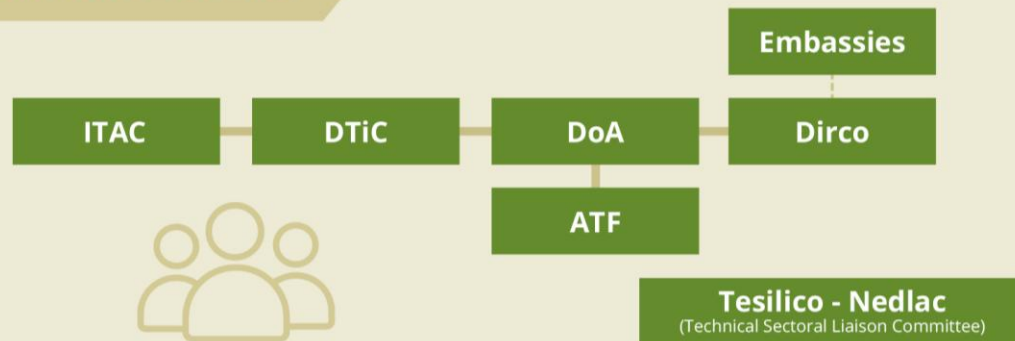 Embassies
ITAC
DTiC
DoA
Dirco
ATF
Tesilico - Nedlac
(Technical Sectoral Liaison Committee)